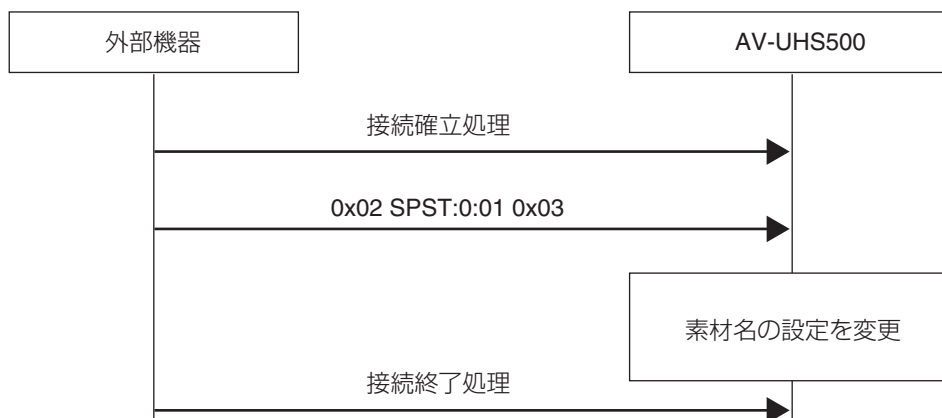 外部機器
AV-UHS500
接続確立処理
0x02 SPST:0:01 0x03
素材名の設定を変更
接続終了処理